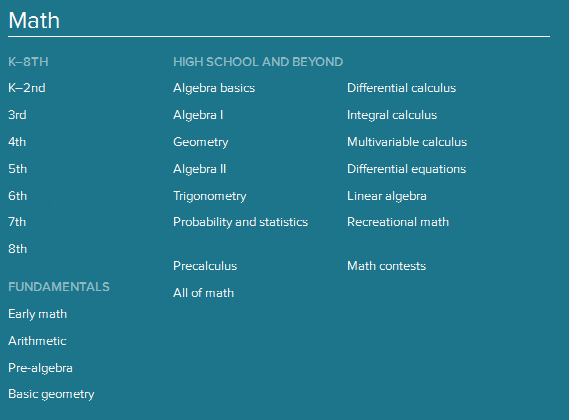 Math
K–8TH
K–2nd
3rd
4th
5th
6th
7th
8th
FUNDAMENTALS
Early math
Arithmetic
Pre-algebra
Basic geometry
HIGH SCHOOL AND BEYOND
Algebra basics
Algebra I
Geometry
Algebra II
Trigonometry
Probability and statistics
Precalculus
All of math
Differential calculus
Integral calculus
Multivariable calculus
Differential equations
Linear algebra
Recreational math
Math contests